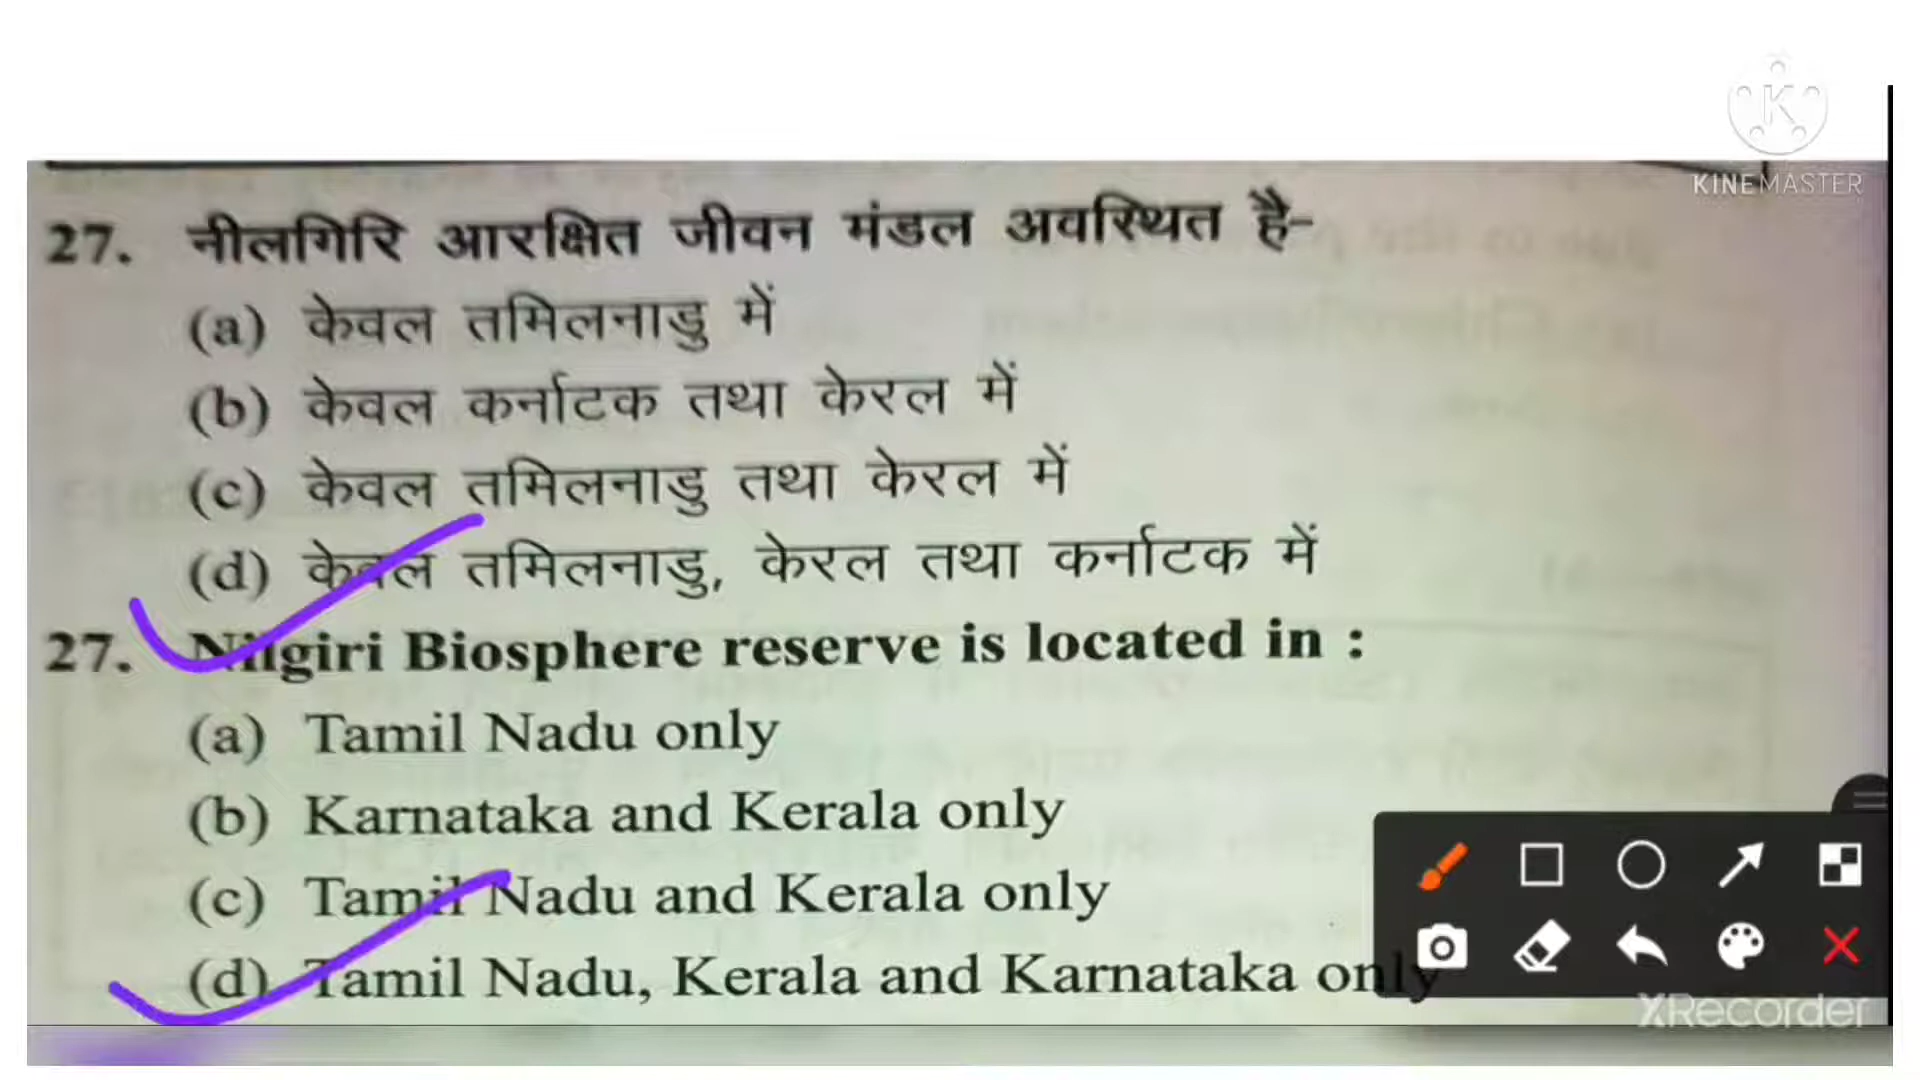 K
KINEMASTER
27. नीलगिरि आरक्षित जीवन मंडल अवस्थित है-
(a) केवल तमिलनाडु में
(b) केवल कर्नाटक तथा केरल में
(c) केवल तमिलनाडु तथा केरल में
(d) केवल तमिलनाडु, केरल तथा कर्नाटक में
27. Nilgiri Biosphere reserve is located in :
(a) Tamil Nadu only
(b) Karnataka and Kerala only
(c) Tamil Nadu and Kerala only
(d) Tamil Nadu, Kerala and Karnataka only
XRecorder